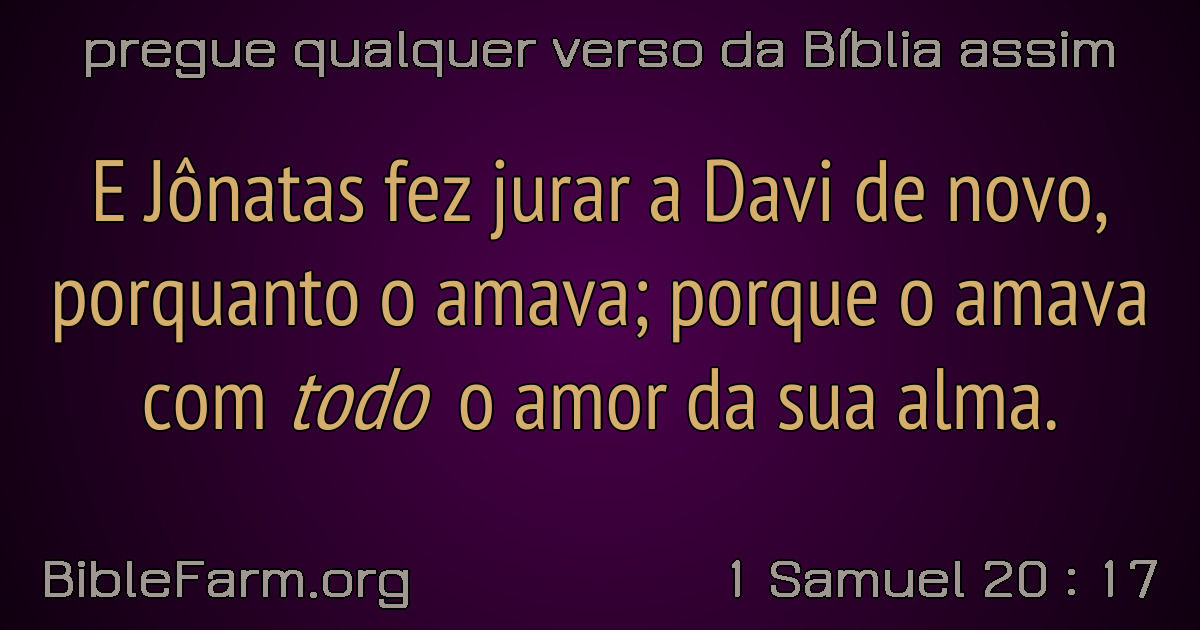 pregue qualquer verso da Bíblia assim
E Jônatas fez jurar a Davi de novo,
porquanto o amava; porque o amava
com todo o amor da sua alma.
BibleFarm.org
1 Samuel 20 : 17